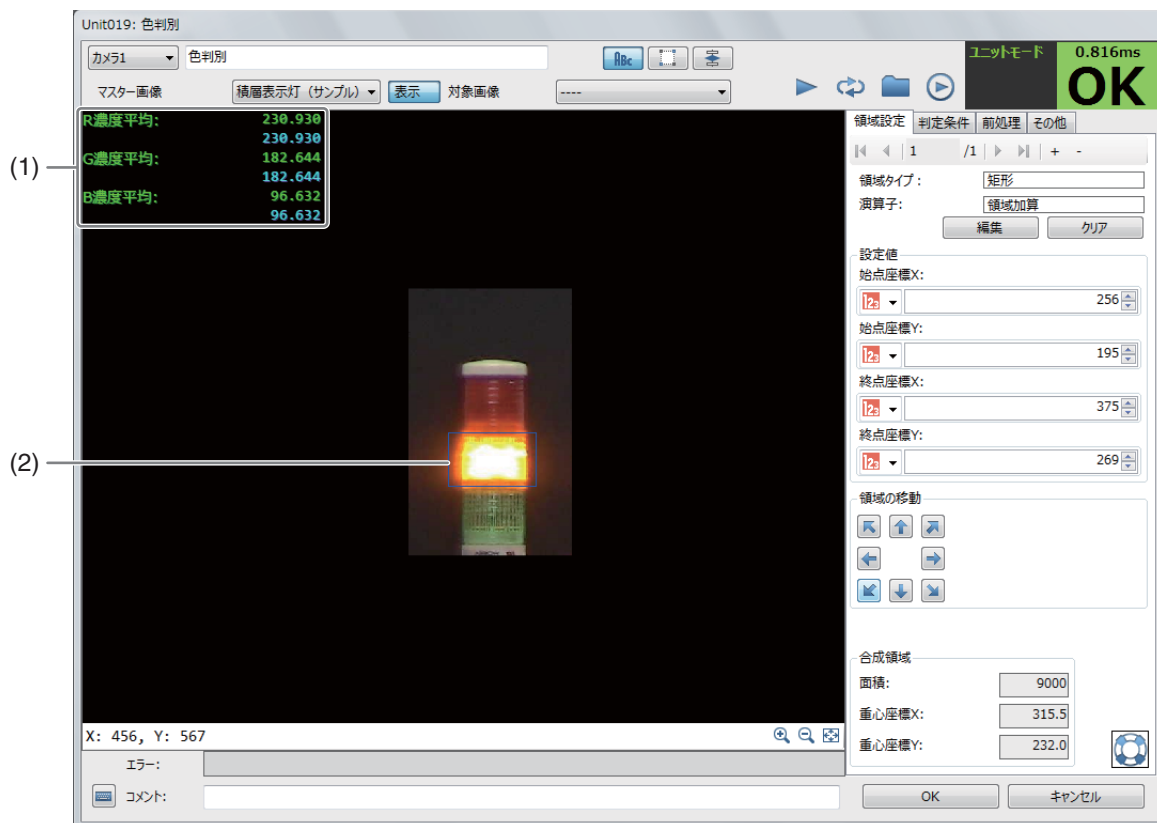 Unit019: 色判別
カメラ1 色判別 ABc
ユニットモード 0.816ms
OK
マスター画像 積層表示灯 (サンプル) 表示 対象画像 ----
(1)
R濃度平均: 230.930
230.930
G濃度平均: 182.644
182.644
B濃度平均: 96.632
96.632
(2)
領域設定 判定条件 前処理 その他
1 /1 + -
領域タイプ: 矩形
演算子: 領域加算
編集 クリア
設定値
始点座標X:
123 256
始点座標Y:
123 195
終点座標X:
123 375
終点座標Y:
123 269
領域の移動
合成領域
面積: 9000
重心座標X: 315.5
重心座標Y: 232.0
X: 456, Y: 567
エラー:
コメント:
OK キャンセル